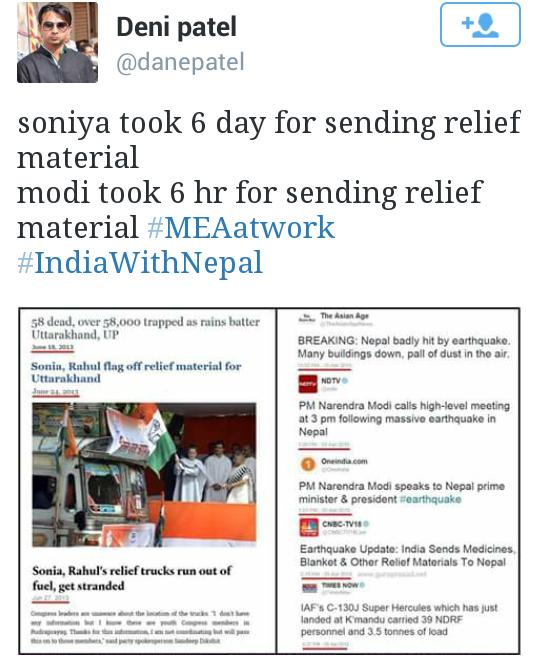 Deni patel
@danepatel
soniya took 6 day for sending relief
material
modi took 6 hr for sending relief
material #MEAatwork
#IndiaWithNepal
58 dead, over 58,000 trapped as rains batter
Uttarakhand, UP
June 18, 2013
Sonia, Rahul flag off relief material for
Uttarakhand
June 24, 2013
Sonia, Rahul's relief trucks run out of
fuel, get stranded
Jun 27, 2013
Congress leaders are unaware about the location of the trucks. "I don't have
any information but I know there are youth Congress members in
Rudraprayag. Thanks for this information, I am not coordinating but will pass
this on to those members," said party spokesperson Sandeep Dikshit
The Asian Age
BREAKING: Nepal badly hit by earthquake.
Many buildings down, pall of dust in the air.
NDTV
NDTV
PM Narendra Modi calls high-level meeting
at 3 pm following massive earthquake in
Nepal
Oneindia.com
PM Narendra Modi speaks to Nepal prime
minister & president #earthquake
CNBC-TV18
Earthquake Update: India Sends Medicines,
Blanket & Other Relief Materials To Nepal
TIMES NOW
IAF's C-130J Super Hercules which has just
landed at K'mandu carried 39 NDRF
personnel and 3.5 tonnes of load